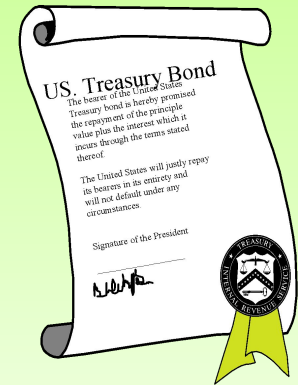 US. Treasury Bond
The bearer of the United States
Treasury bond is hereby promised
the repayment of the principle
value plus the interest which it
incurs through the terms stated
thereof.
The United States will justly repay
its bearers in its entirety and
will not default under any
circumstances.
Signature of the President
TREASURY
INTERNAL REVENUE SERVICE